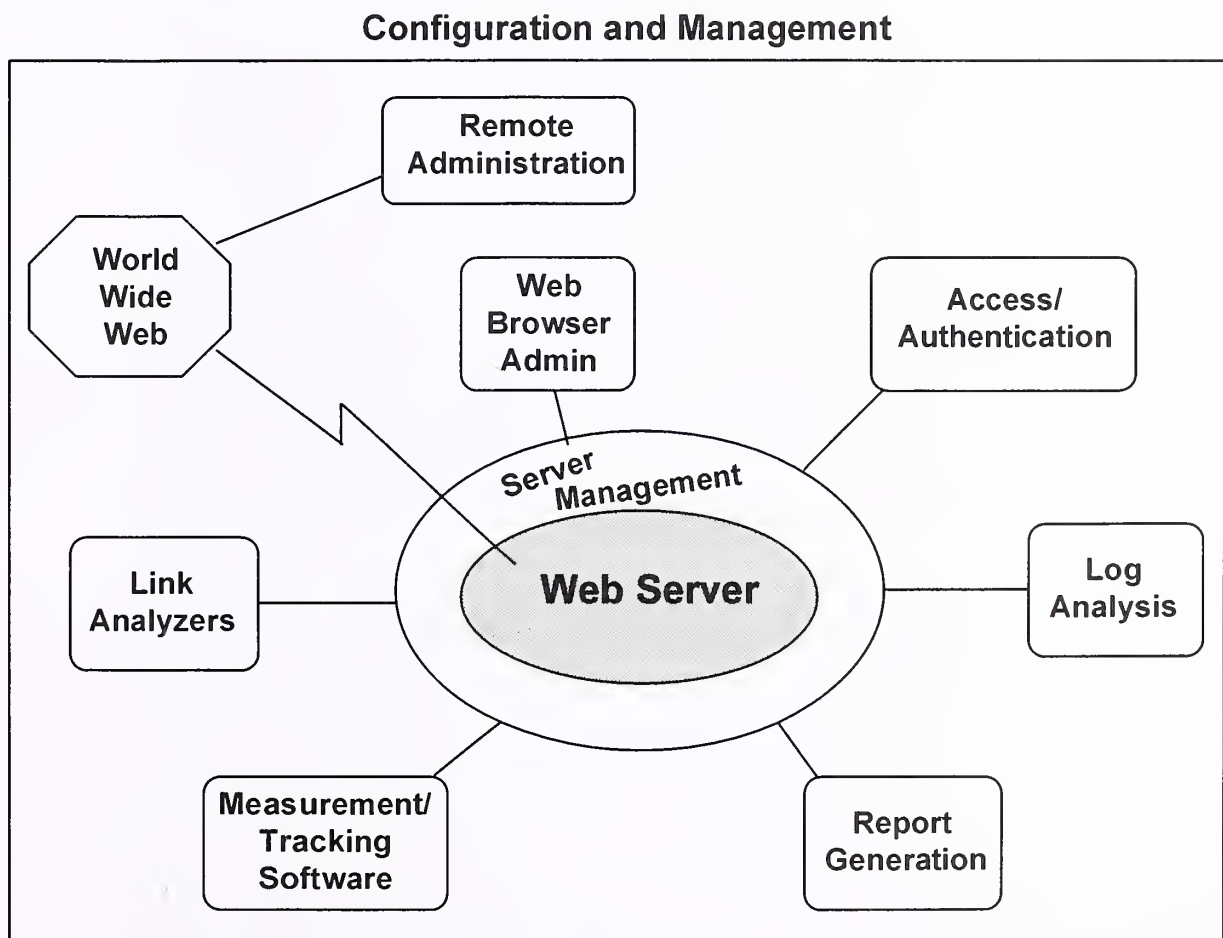 Configuration and Management
Remote
Administration
World
Wide
Web
Web
Browser
Admin
Access/
Authentication
Server
Management
Web Server
Link
Analyzers
Log
Analysis
Measurement/
Tracking
Software
Report
Generation